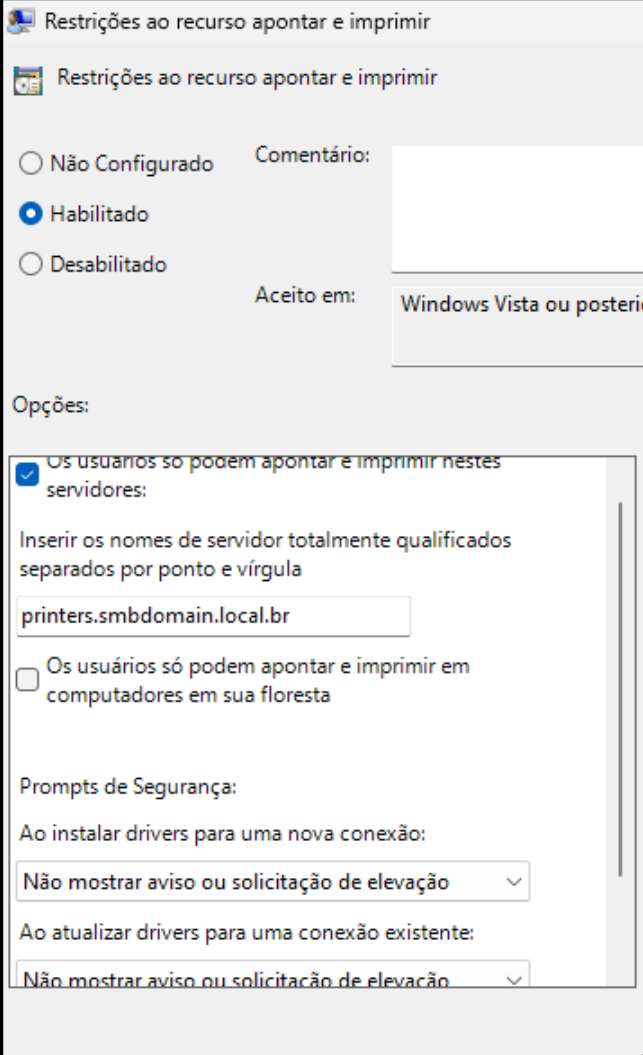 Restrições ao recurso apontar e imprimir
Restrições ao recurso apontar e imprimir
Não Configurado
Comentário:
Habilitado
Desabilitado
Aceito em:
Windows Vista ou posteri
Opções:
Os usuários só podem apontar e imprimir nestes
servidores:
Inserir os nomes de servidor totalmente qualificados
separados por ponto e vírgula
printers.smbdomain.local.br
Os usuários só podem apontar e imprimir em
computadores em sua floresta
Prompts de Segurança:
Ao instalar drivers para uma nova conexão:
Não mostrar aviso ou solicitação de elevação
Ao atualizar drivers para uma conexão existente:
Não mostrar aviso ou solicitação de elevação